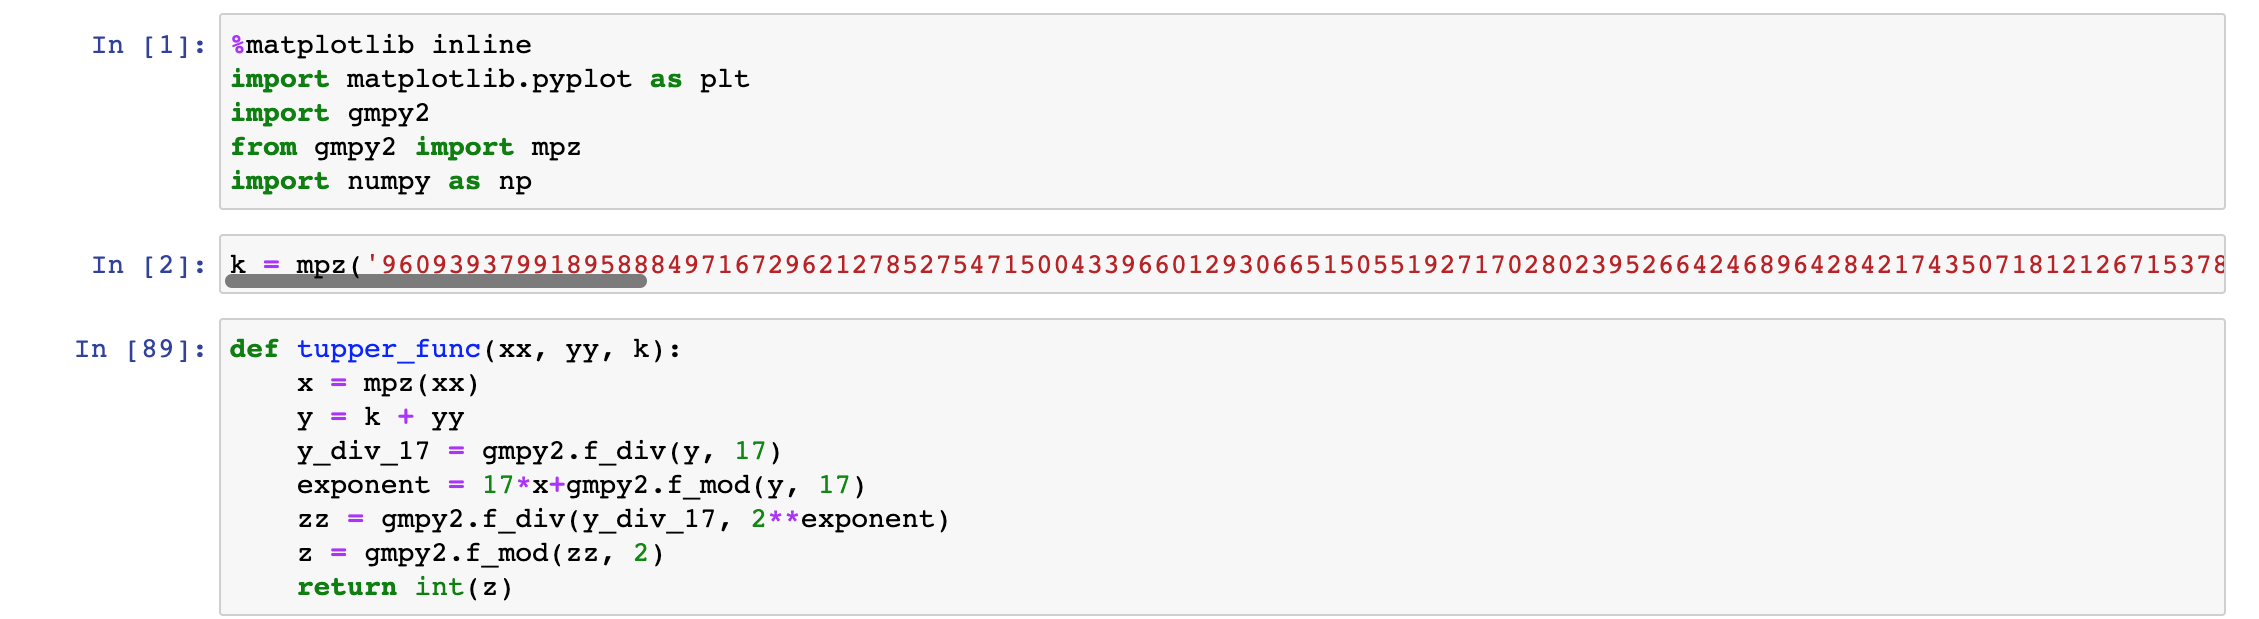 In [1]: %matplotlib inline
import matplotlib.pyplot as plt
import gmpy2
from gmpy2 import mpz
import numpy as np
In [2]: k = mpz('96093937991895888497167296212785275471500433966012930665150551927170280239526642468964284217435071812126715378
In [89]: def tupper_func(xx, yy, k):
    x = mpz(xx)
    y = k + yy
    y_div_17 = gmpy2.f_div(y, 17)
    exponent = 17*x+gmpy2.f_mod(y, 17)
    zz = gmpy2.f_div(y_div_17, 2**exponent)
    z = gmpy2.f_mod(zz, 2)
    return int(z)